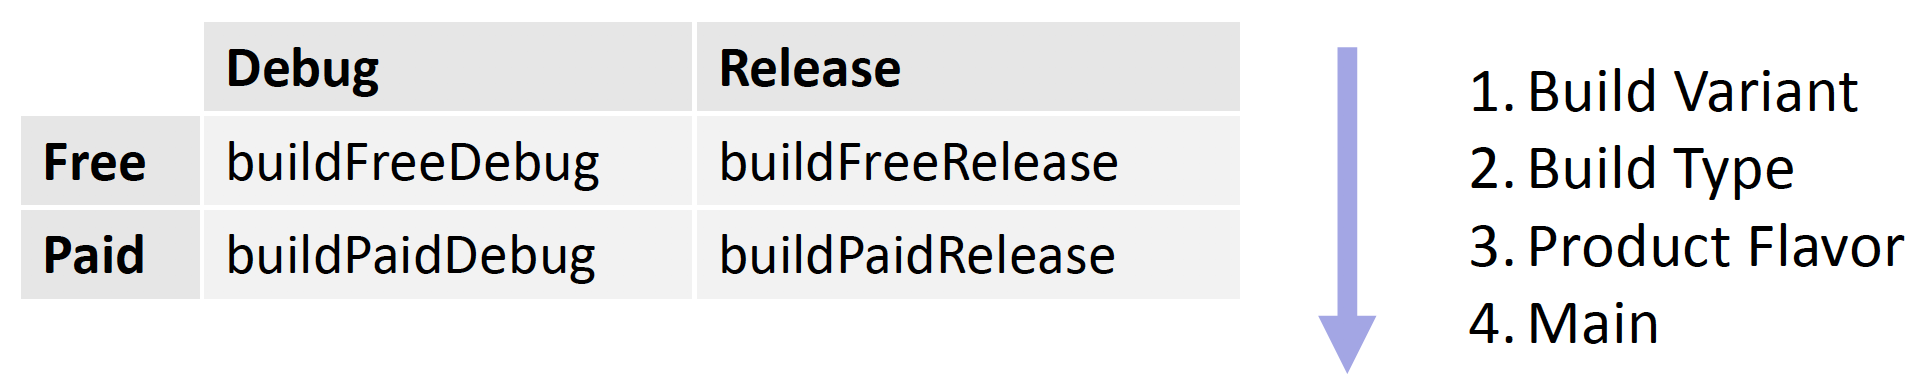 Debug Release
Free buildFreeDebug buildFreeRelease
Paid buildPaidDebug buildPaidRelease
1. Build Variant
2. Build Type
3. Product Flavor
4. Main